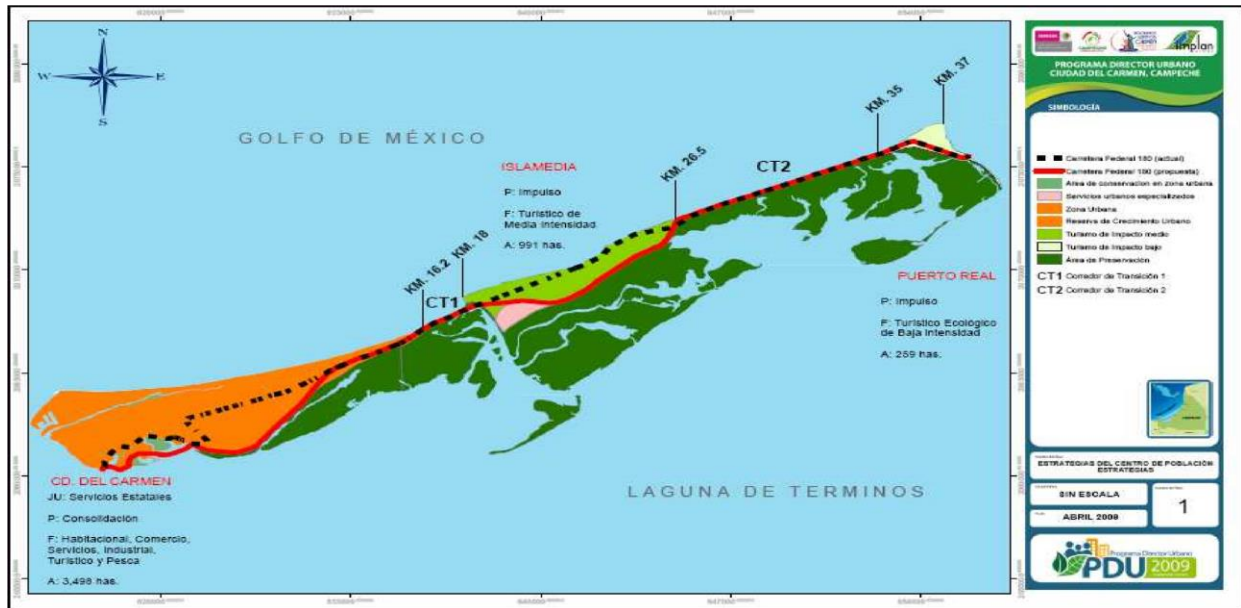 N
W
E
S
GOLFO DE MÉXICO
ISLAMEDIA
P: Impulso
F: Turístico de
Media Intensidad
A: 991 has.
KM. 16.2
KM. 18
CT1
KM. 26.5
CT2
KM. 35
KM. 37
PUERTO REAL
P: Impulso
F: Turístico Ecológico
de Baja Intensidad
A: 259 has.
CD. DEL CARMEN
JU: Servicios Estatales
P: Consolidación
F: Habitacional, Comercio,
Servicios, Industrial,
Turístico y Pesca
A: 3,498 has.
LAGUNA DE TERMINOS
implan
PROGRAMA DIRECTOR URBANO
CIUDAD DEL CARMEN, CAMPECHE
SIMBOLOGÍA
Carretera Federal 180 (actual)
Carretera Federal 180 (propuesta)
Area de conservacion en zona urbana
Servicios urbanos especializados
Zona Urbana
Reserva de Crecimiento Urbano
Turismo de Impacto medio
Turismo de Impacto bajo
Área de Preservación
CT1 Corredor de Transición 1
CT2 Corredor de Transición 2
ESTRATEGIAS DEL CENTRO DE POBLACIÓN
ESTRATEGIAS
SIN ESCALA
ABRIL 2009
1
Programa Director Urbano
PDU 2009